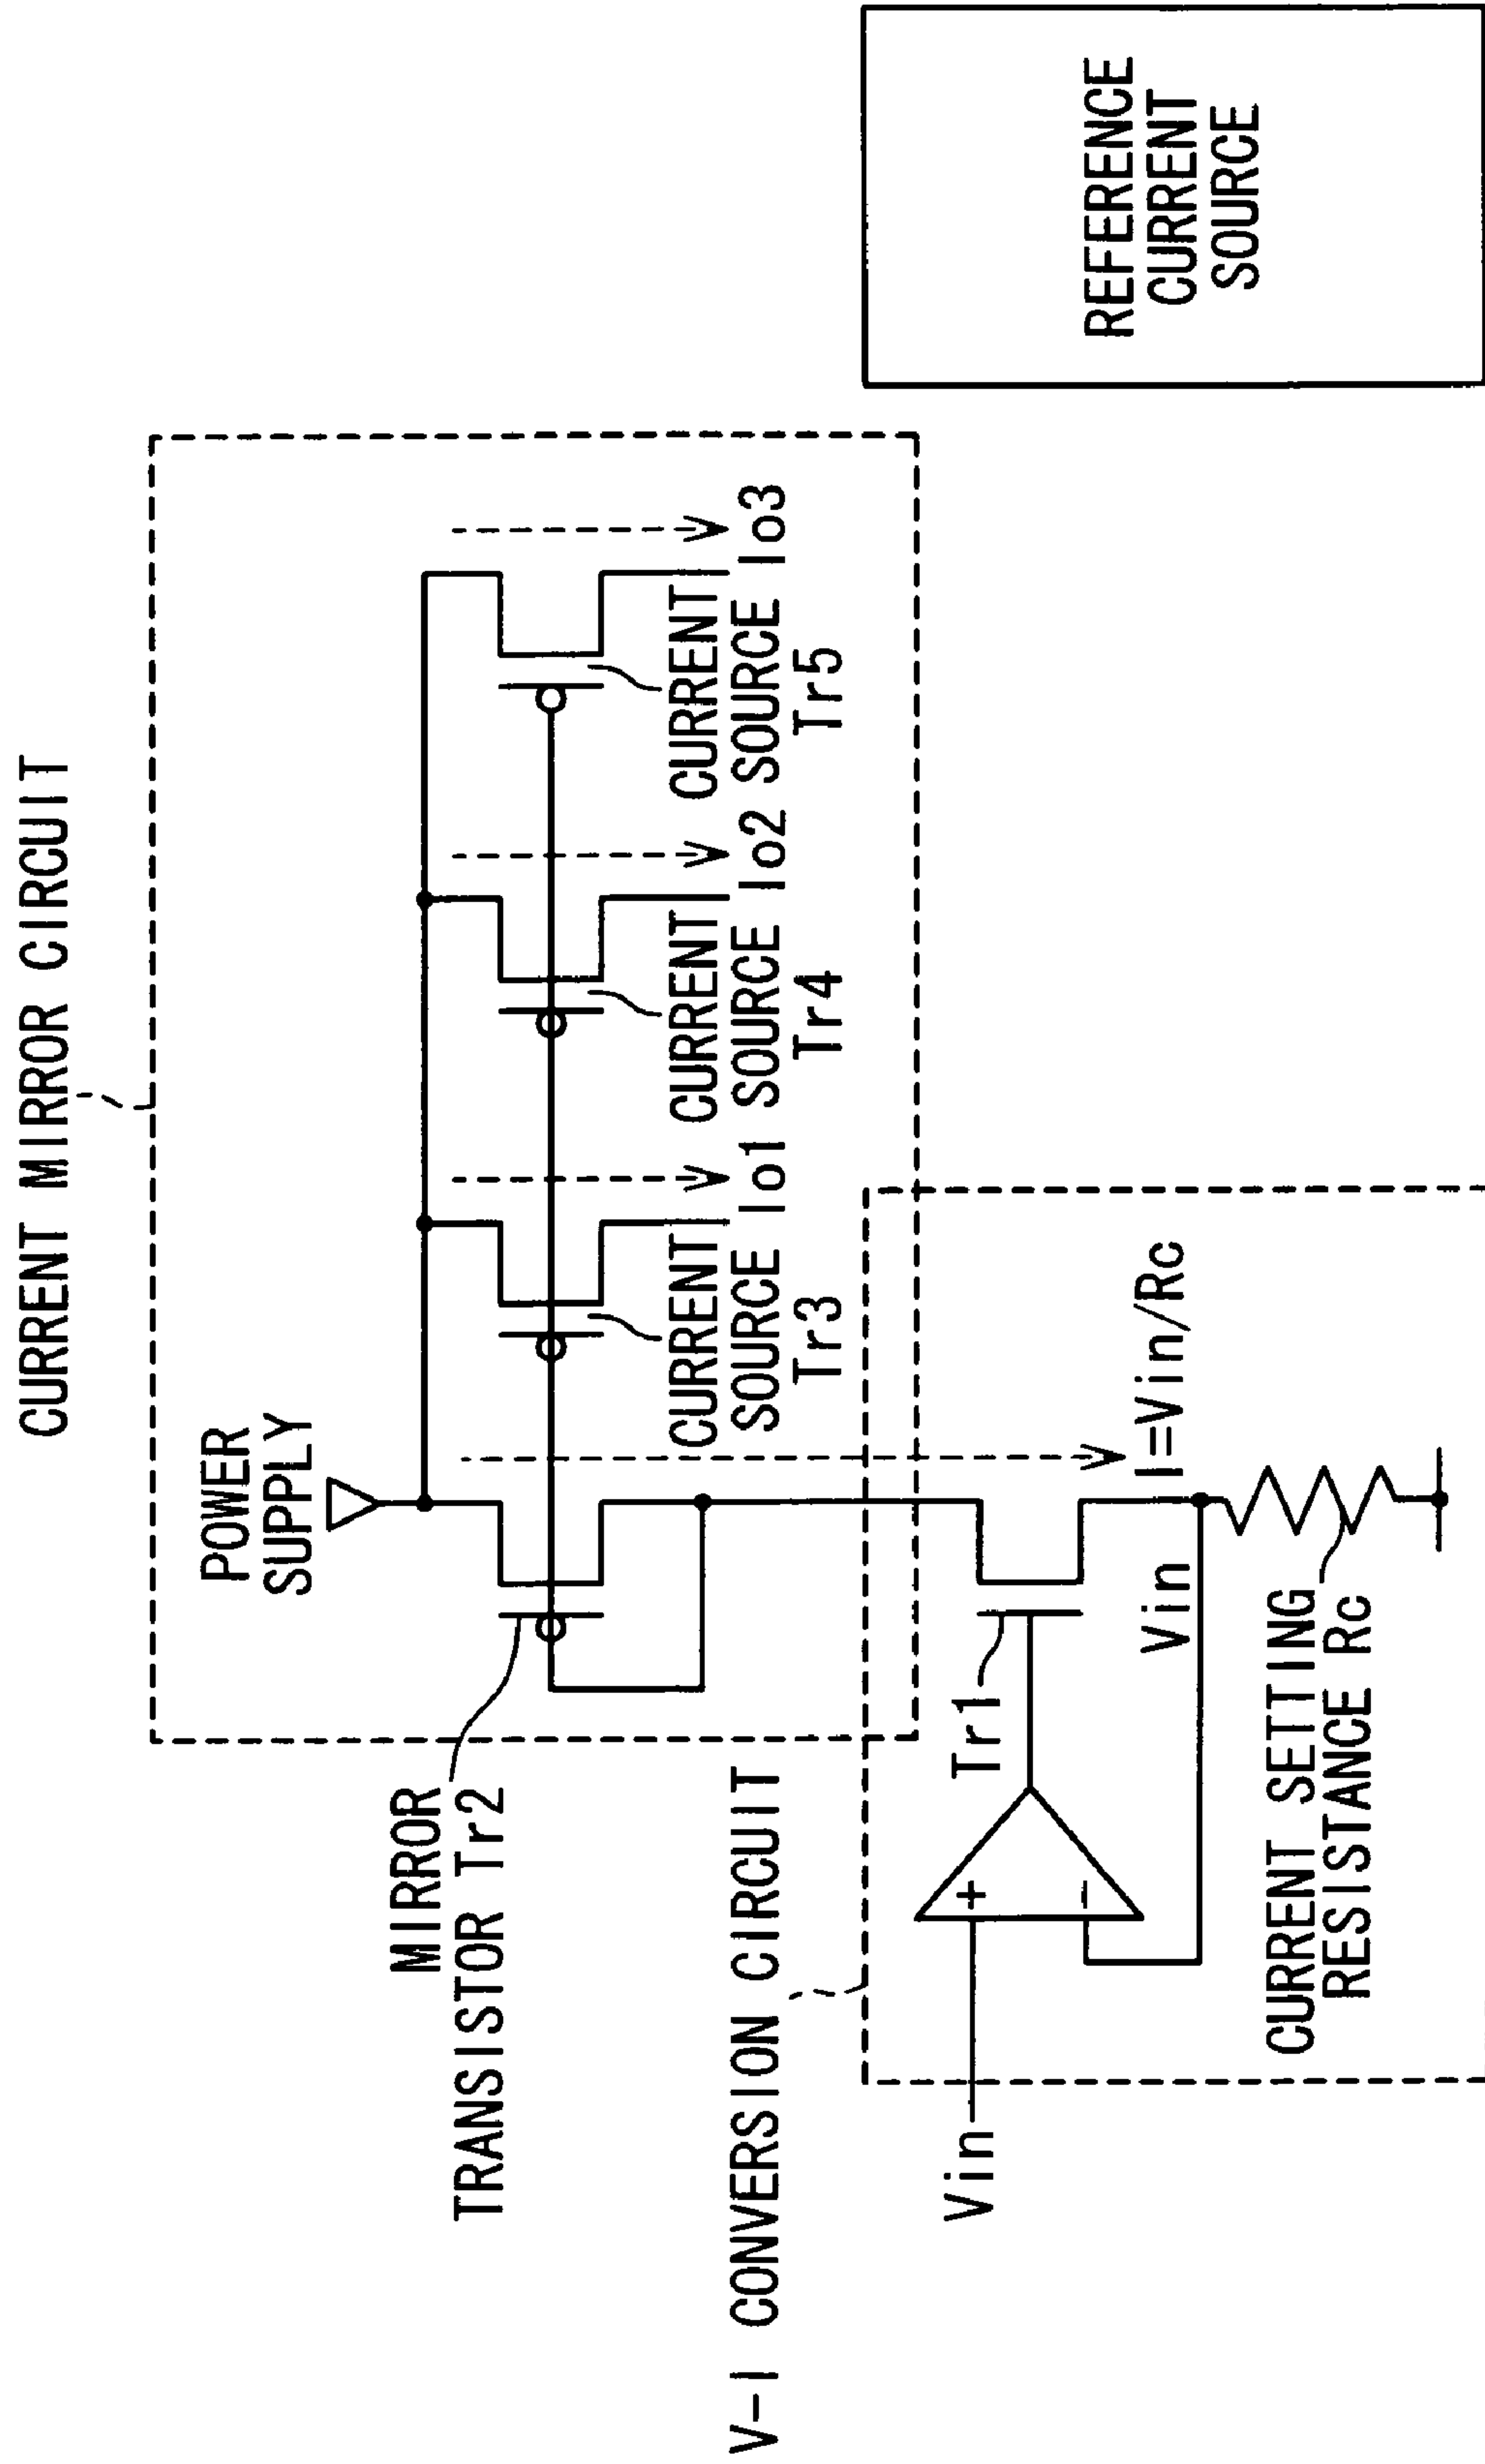 CURRENT MIRROR CIRCUIT
POWER
SUPPLY
MIRROR
TRANSISTOR Tr2
CURRENT
SOURCE
Tr3
Io1
CURRENT
SOURCE
Tr4
Io2
CURRENT
SOURCE
Tr5
Io3
V-I CONVERSION CIRCUIT
Vin
+
-
Tr1
I=Vin/Rc
Vin
CURRENT SETTING
RESISTANCE Rc
REFERENCE
CURRENT
SOURCE